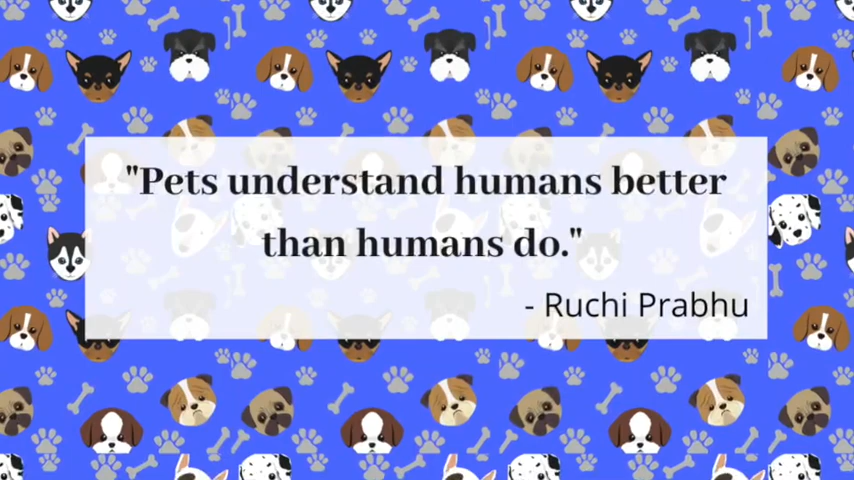 "Pets understand humans better
than humans do."
- Ruchi Prabhu